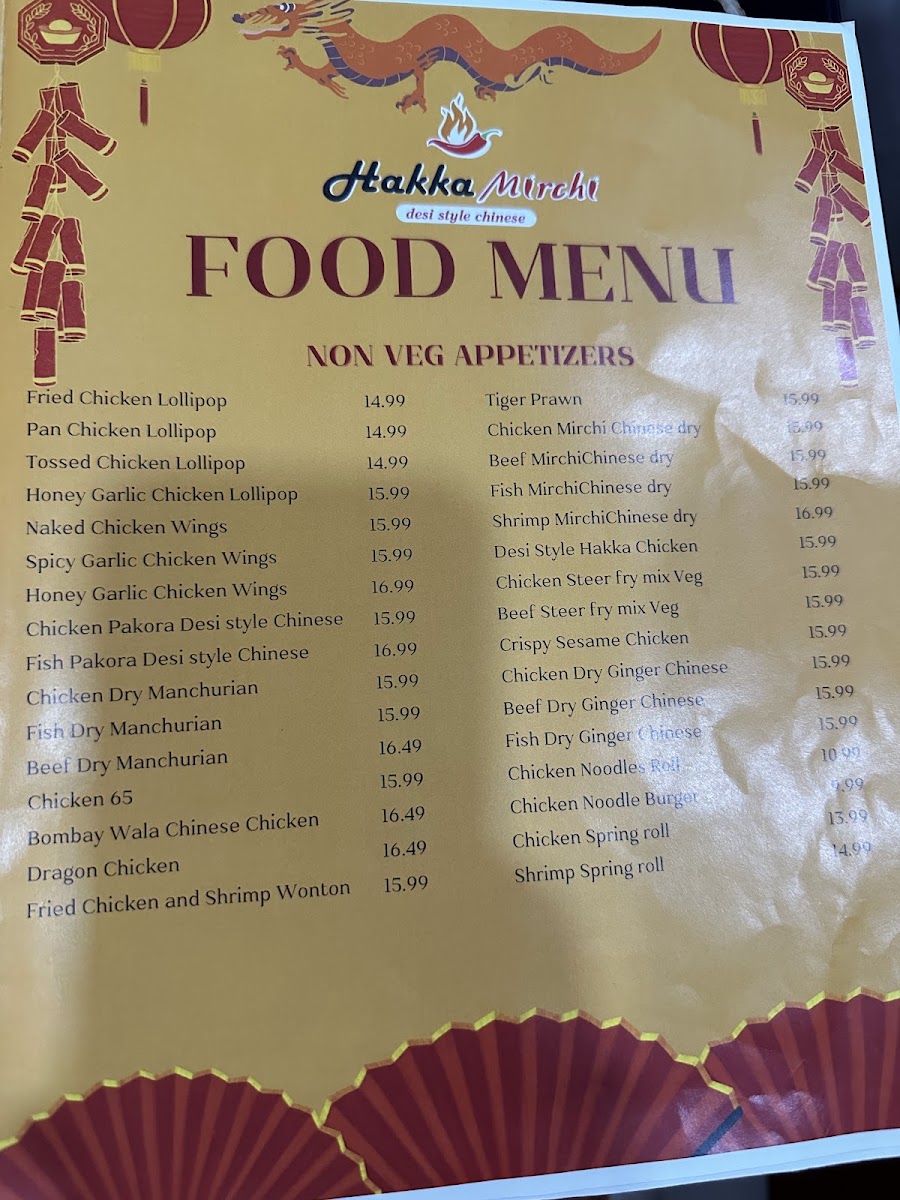 Hakka Mirchi
desi style chinese
FOOD MENU
NON VEG APPETIZERS
Fried Chicken Lollipop 14.99
Pan Chicken Lollipop 14.99
Tossed Chicken Lollipop 14.99
Honey Garlic Chicken Lollipop 15.99
Naked Chicken Wings 15.99
Spicy Garlic Chicken Wings 15.99
Honey Garlic Chicken Wings 16.99
Chicken Pakora Desi style Chinese 15.99
Fish Pakora Desi style Chinese 16.99
Chicken Dry Manchurian 15.99
Fish Dry Manchurian 15.99
Beef Dry Manchurian 16.49
Chicken 65 15.99
Bombay Wala Chinese Chicken 16.49
Dragon Chicken 16.49
Fried Chicken and Shrimp Wonton 15.99
Tiger Prawn 15.99
Chicken Mirchi Chinese dry 15.99
Beef MirchiChinese dry 15.99
Fish MirchiChinese dry 15.99
Shrimp MirchiChinese dry 16.99
Desi Style Hakka Chicken 15.99
Chicken Steer fry mix Veg 15.99
Beef Steer fry mix Veg 15.99
Crispy Sesame Chicken 15.99
Chicken Dry Ginger Chinese 15.99
Beef Dry Ginger Chinese 15.99
Fish Dry Ginger Chinese 15.99
Chicken Noodles Roll 10.99
Chicken Noodle Burger 9.99
Chicken Spring roll 13.99
Shrimp Spring roll 14.99